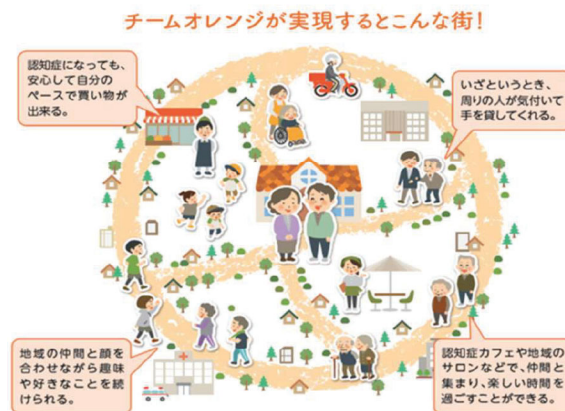 チームオレンジが実現するとこんな街！
認知症になっても、
安心して自分の
ペースで買い物が
出来る。
いざというとき、
周りの人が気付いて
手を貸してくれる。
地域の仲間と顔を
合わせながら趣味
や好きなことを続
けられる。
認知症カフェや地域の
サロンなどで、仲間と
集まり、楽しい時間を
過ごすことができる。